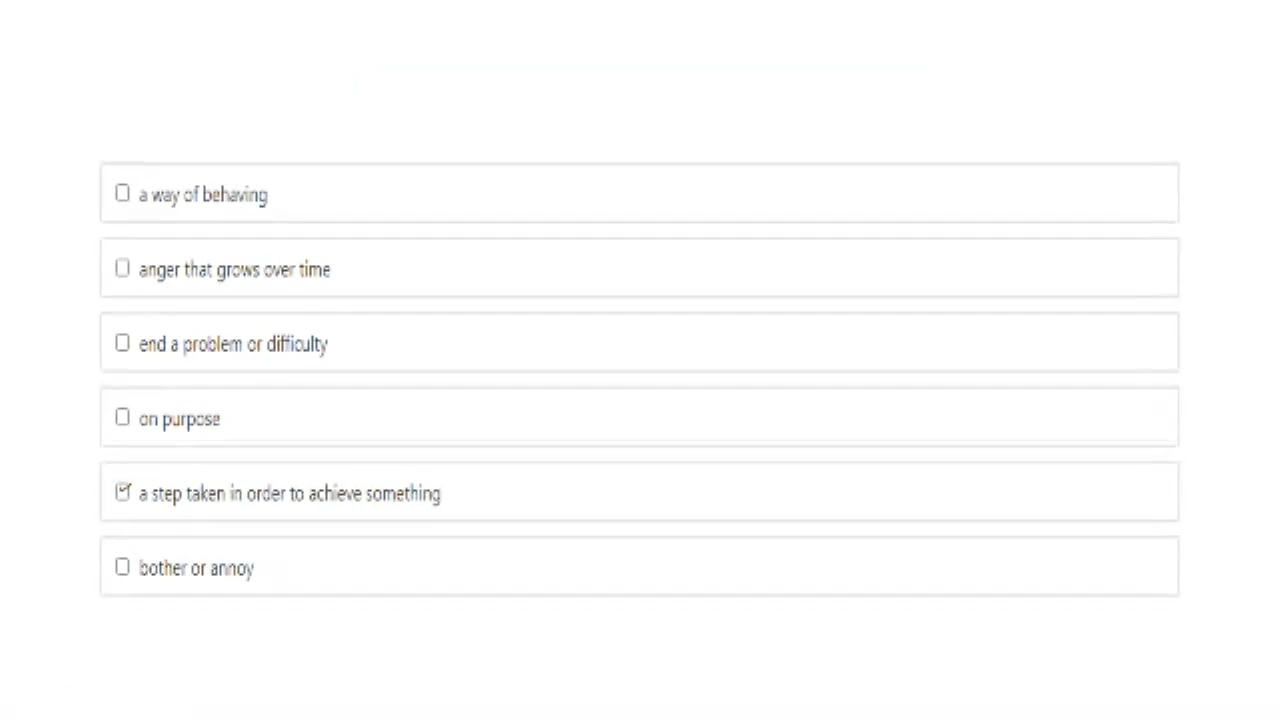 a way of behaving
anger that grows over time
end a problem or difficulty
on purpose
a step taken in order to achieve something
bother or annoy